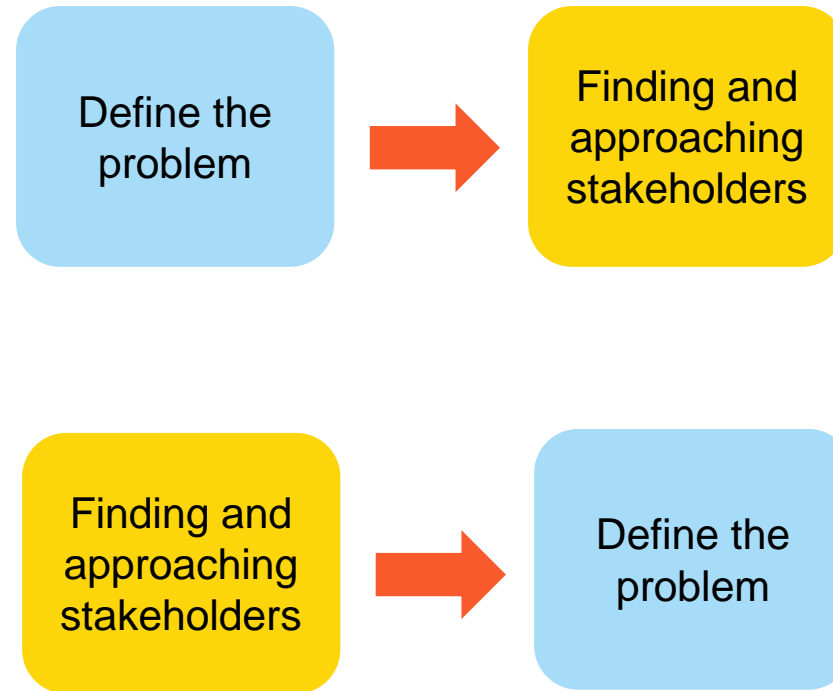 Define the
problem
Finding and
approaching
stakeholders
Finding and
approaching
stakeholders
Define the
problem